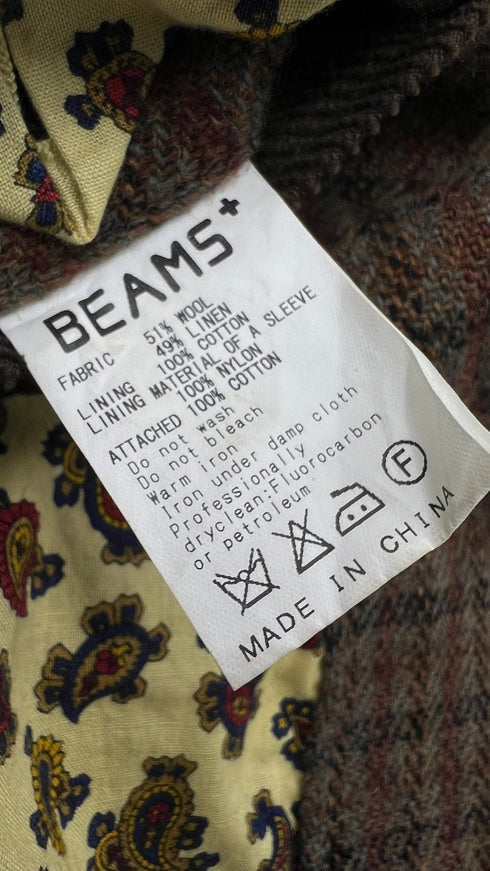 BEAMS+
FABRIC 51% WOOL
49% LINEN
LINING 100% COTTON
LINING MATERIAL OF A SLEEVE
100% NYLON
ATTACHED 100% COTTON
Do not wash
Do not bleach
Warm iron
Iron under damp cloth
Professionally
dryclean:Fluorocarbon
or petroleum
F
MADE IN CHINA